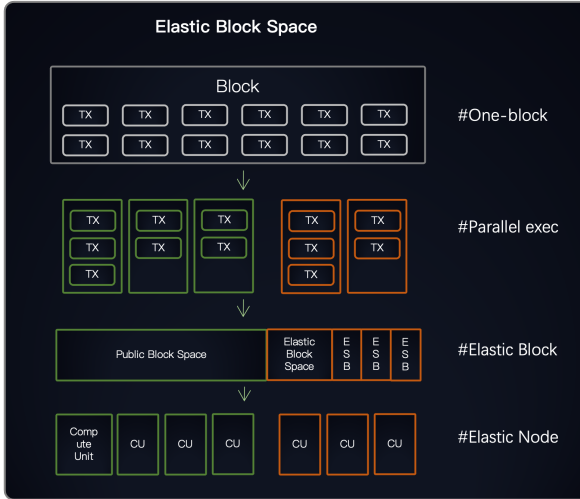 Elastic Block Space
Block
TX TX TX TX TX TX
TX TX TX TX TX TX
#One-block
TX TX TX TX TX
TX TX TX TX TX
TX TX
#Parallel exec
Public Block Space
Elastic
Block
Space
E
S
B
E
S
B
E
S
B
#Elastic Block
Comp
ute
Unit
CU CU CU CU CU CU
#Elastic Node